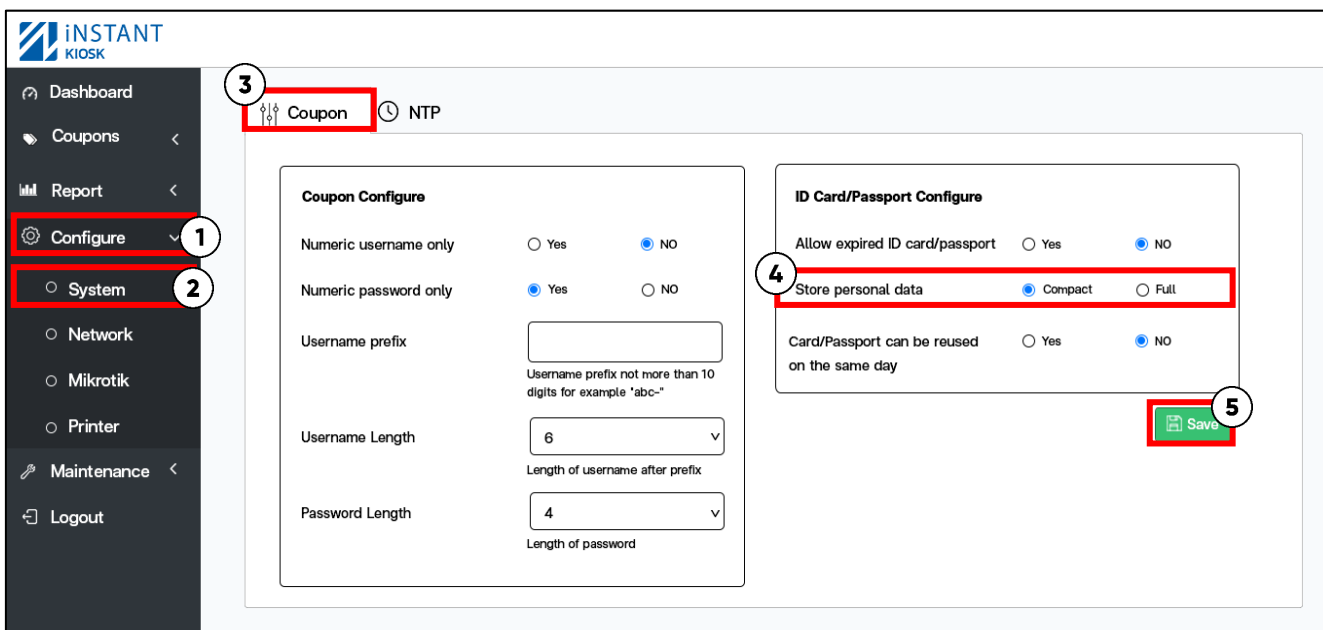 iNSTANT
KIOSK
Dashboard
Coupons
Report
Configure
1
System
2
Network
Mikrotik
Printer
Maintenance
Logout
3
Coupon
NTP
Coupon Configure
Numeric username only Yes NO
Numeric password only Yes NO
Username prefix
Username prefix not more than 10
digits for example "abc-"
Username Length 6
Length of username after prefix
Password Length 4
Length of password
ID Card/Passport Configure
Allow expired ID card/passport Yes NO
4
Store personal data Compact Full
Card/Passport can be reused Yes NO
on the same day
5
Save